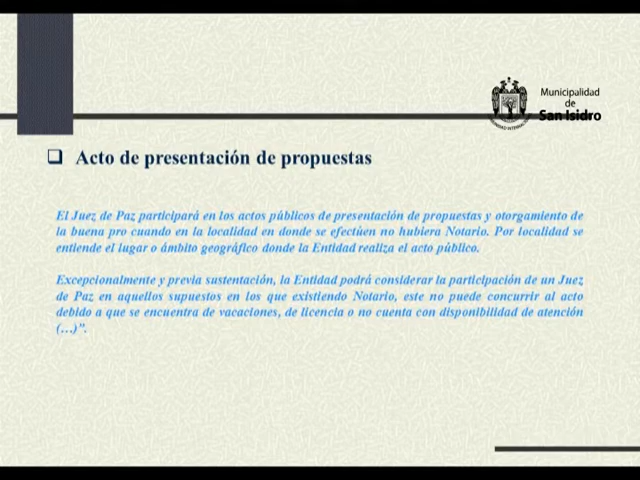 Municipalidad
de
San Isidro
Acto de presentación de propuestas
El Juez de Paz participará en los actos públicos de presentación de propuestas y otorgamiento de
la buena pro cuando en la localidad en donde se efectúen no hubiera Notario. Por localidad se
entiende el lugar o ámbito geográfico donde la Entidad realiza el acto público.
Excepcionalmente y previa sustentación, la Entidad podrá considerar la participación de un Juez
de Paz en aquellos supuestos en los que existiendo Notario, este no puede concurrir al acto
debido a que se encuentra de vacaciones, de licencia o no cuenta con disponibilidad de atención
(…)”.